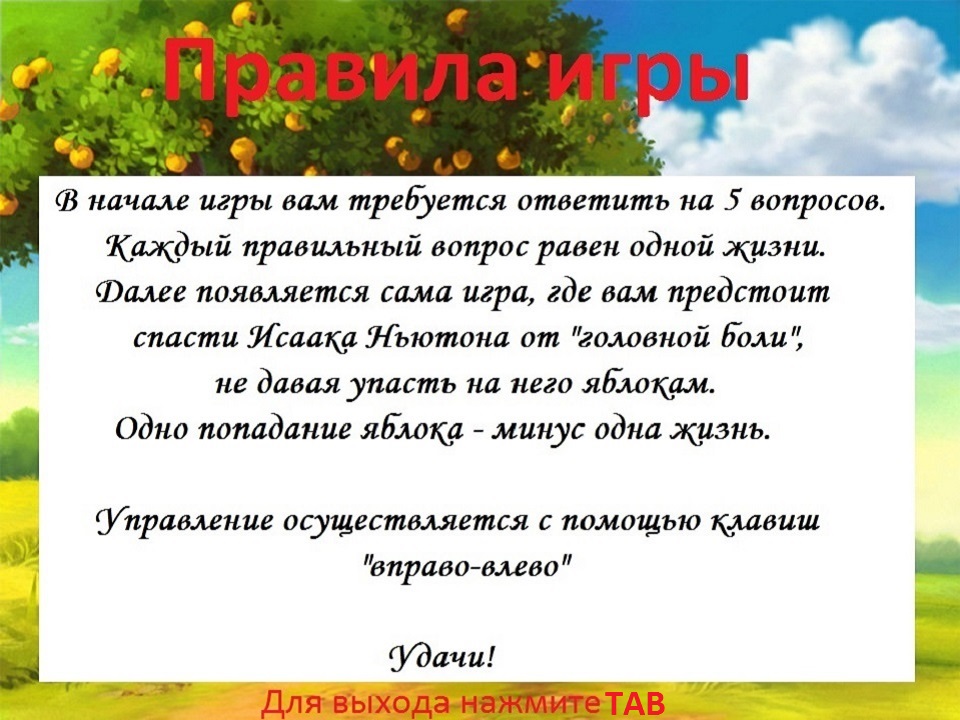 Правила игры
В начале игры вам требуется ответить на 5 вопросов.
Каждый правильный вопрос равен одной жизни.
Далее появляется сама игра, где вам предстоит
спасти Исаака Ньютона от "головной боли",
не давая упасть на него яблокам.
Одно попадание яблока - минус одна жизнь.
Управление осуществляется с помощью клавиш
"вправо-влево"
Удачи!
Для выхода нажмите TAB